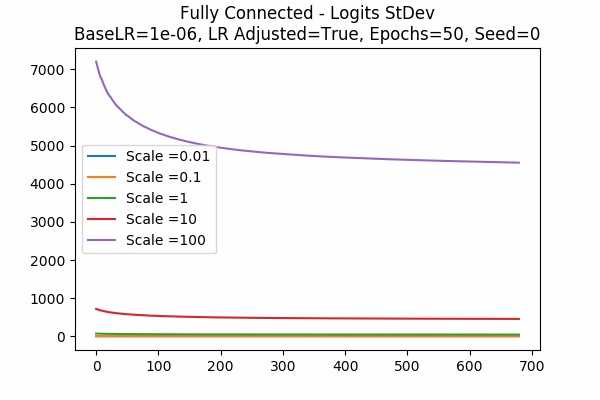 Fully Connected - Logits StDev
BaseLR=1e-06, LR Adjusted=True, Epochs=50, Seed=0
7000
6000
5000
4000
3000
2000
1000
0
Scale =0.01
Scale =0.1
Scale =1
Scale =10
Scale =100
0 100 200 300 400 500 600 700